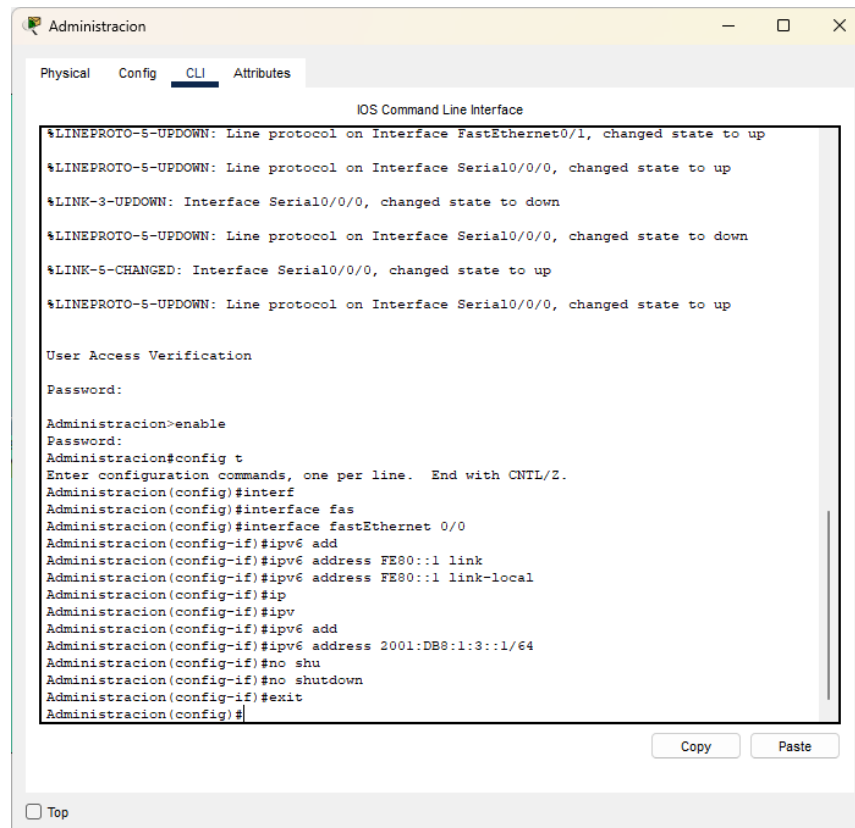 Administracion
Physical Config CLI Attributes
IOS Command Line Interface
%LINEPROTO-5-UPDOWN: Line protocol on Interface FastEthernet0/1, changed state to up
%LINEPROTO-5-UPDOWN: Line protocol on Interface Serial0/0/0, changed state to up
%LINK-3-UPDOWN: Interface Serial0/0/0, changed state to down
%LINEPROTO-5-UPDOWN: Line protocol on Interface Serial0/0/0, changed state to down
%LINK-5-CHANGED: Interface Serial0/0/0, changed state to up
%LINEPROTO-5-UPDOWN: Line protocol on Interface Serial0/0/0, changed state to up
User Access Verification
Password:
Administracion>enable
Password:
Administracion#config t
Enter configuration commands, one per line.  End with CNTL/Z.
Administracion(config)#interf
Administracion(config)#interface fas
Administracion(config)#interface fastEthernet 0/0
Administracion(config-if)#ipv6 add
Administracion(config-if)#ipv6 address FE80::1 link
Administracion(config-if)#ipv6 address FE80::1 link-local
Administracion(config-if)#ip
Administracion(config-if)#ipv
Administracion(config-if)#ipv6 add
Administracion(config-if)#ipv6 address 2001:DB8:1:3::1/64
Administracion(config-if)#no shu
Administracion(config-if)#no shutdown
Administracion(config-if)#exit
Administracion(config)#
Copy Paste
Top